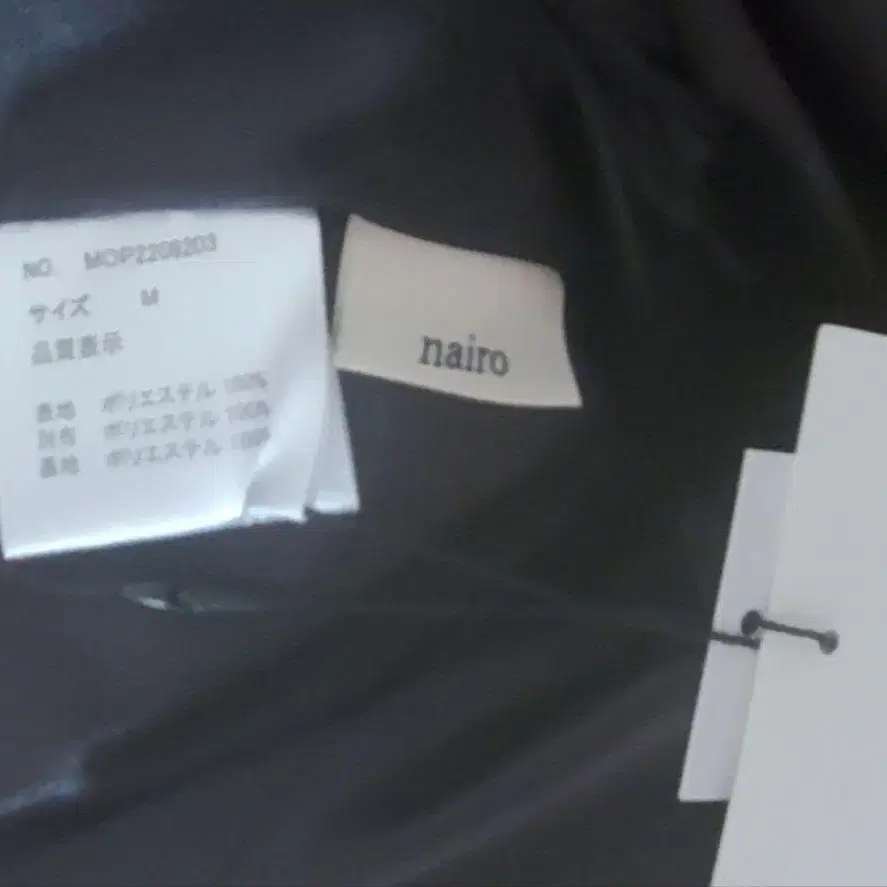 NO. MOP2209203
サイズ M
品質表示
表地 ポリエステル 100%
別布 ポリエステル 100%
裏地 ポリエステル 100%
nairo